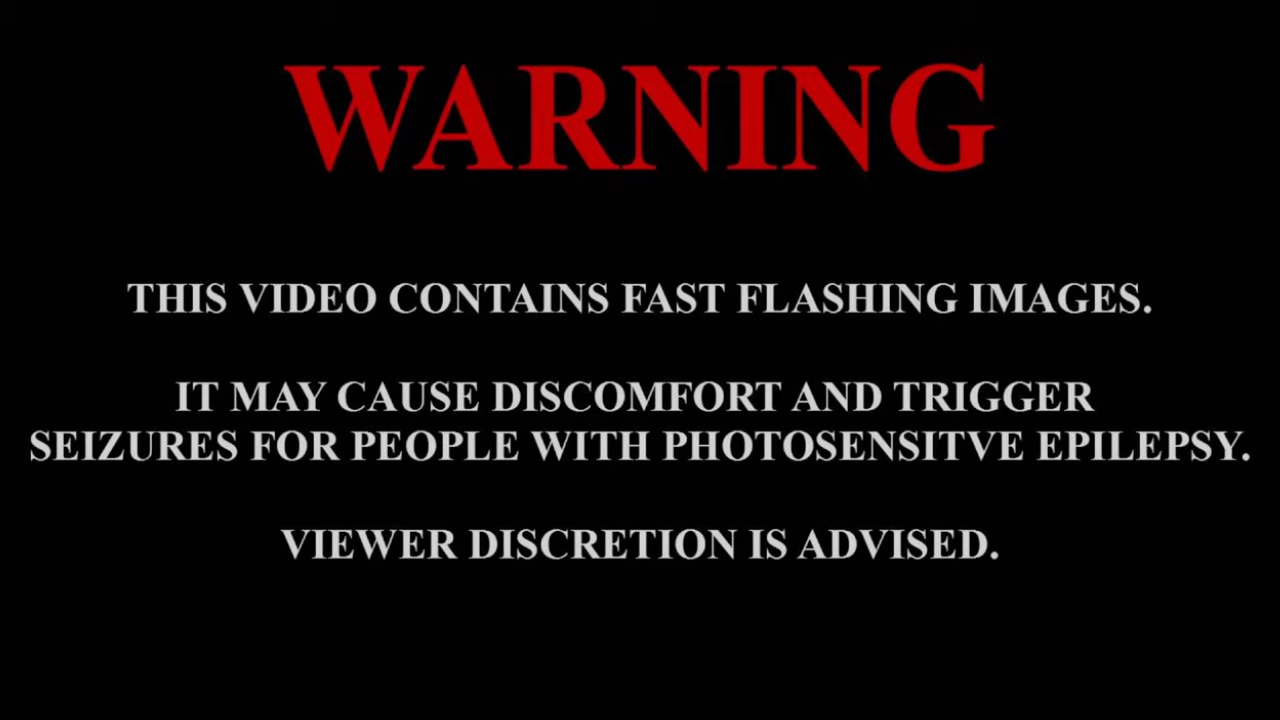 WARNING
THIS VIDEO CONTAINS FAST FLASHING IMAGES.
IT MAY CAUSE DISCOMFORT AND TRIGGER
SEIZURES FOR PEOPLE WITH PHOTOSENSITVE EPILEPSY.
VIEWER DISCRETION IS ADVISED.